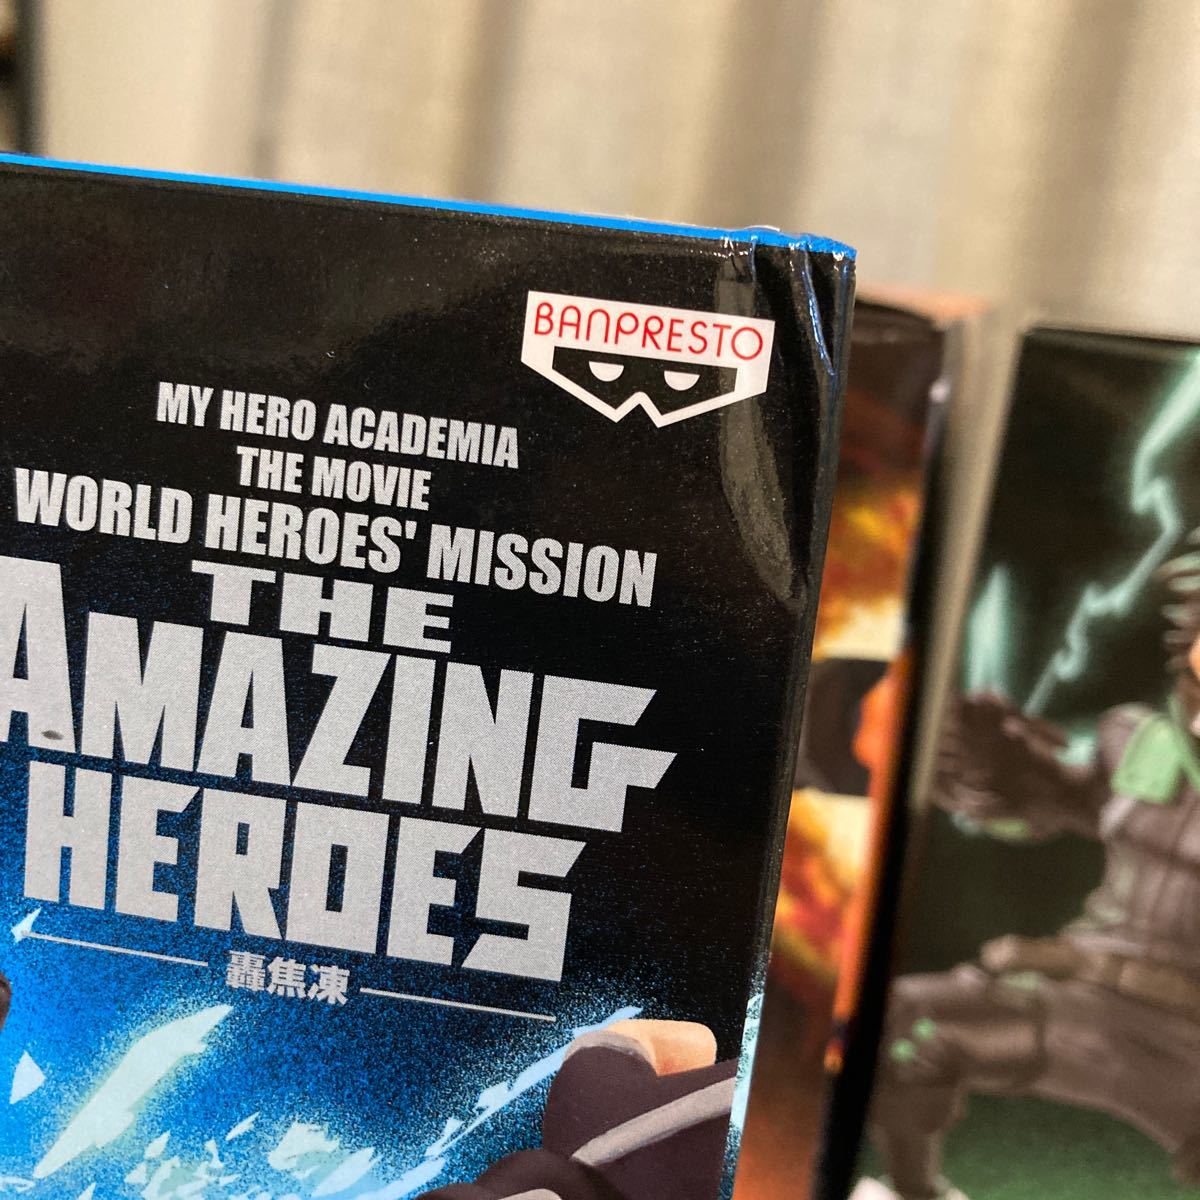 BANPRESTO
MY HERO ACADEMIA
THE MOVIE
WORLD HEROES' MISSION
THE
AMAZING
HEROES
轟焦凍